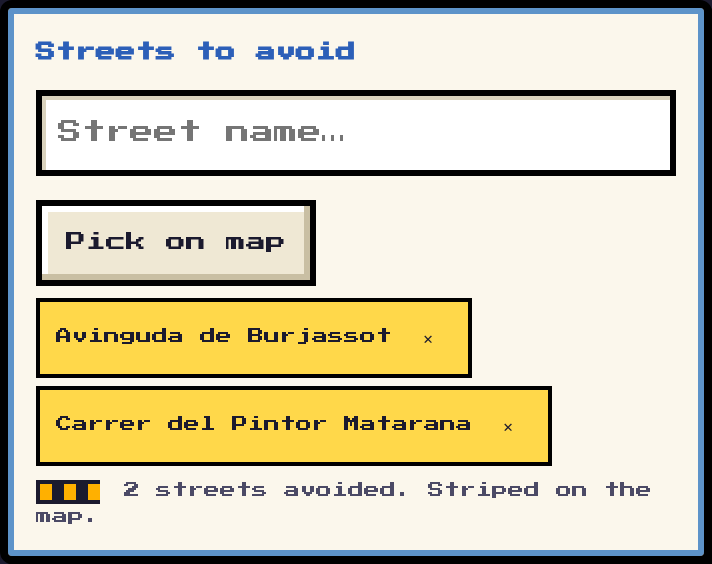 Streets to avoid
Street name…
Pick on map
Avinguda de Burjassot ×
Carrer del Pintor Matarana ×
2 streets avoided. Striped on the
map.